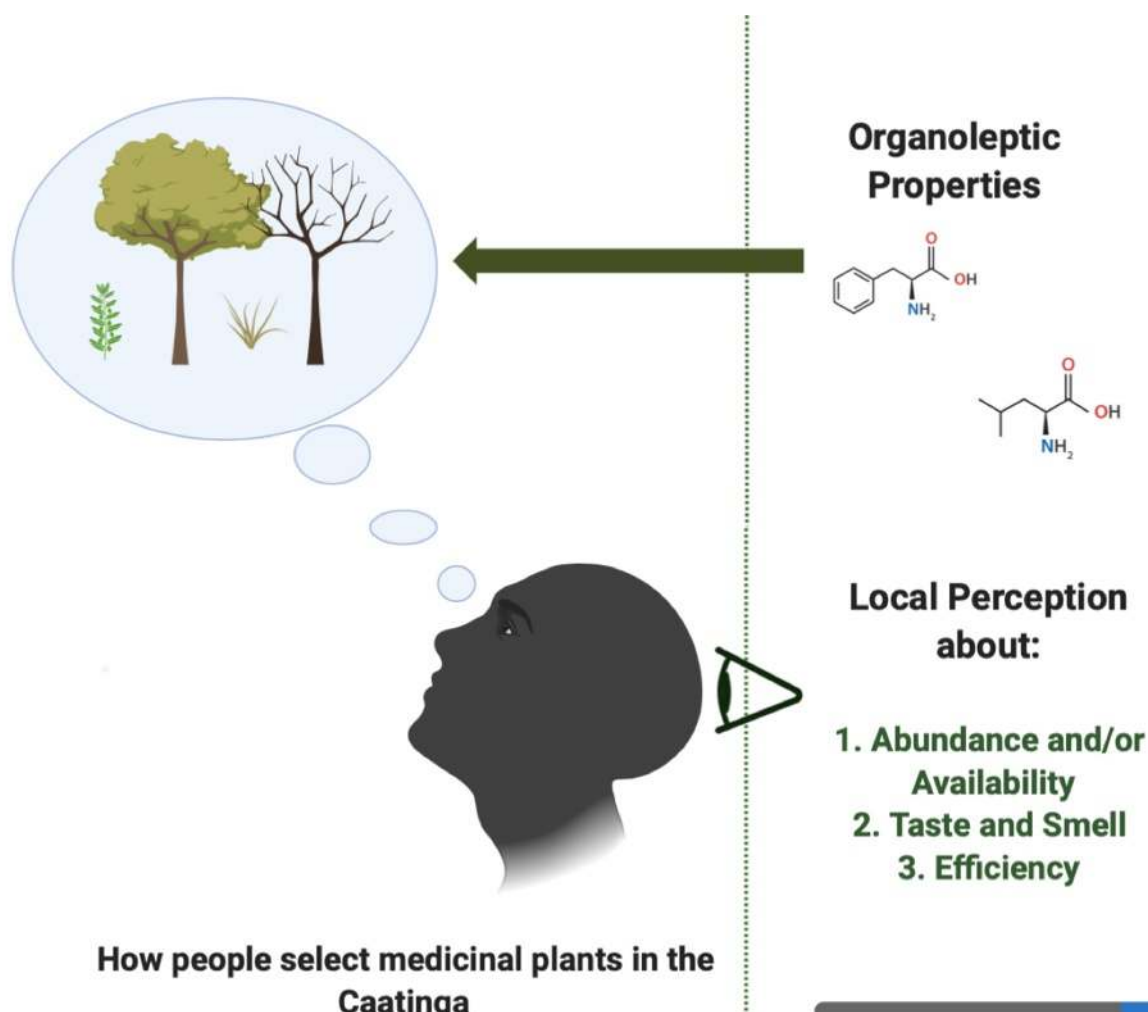 Organoleptic
Properties
O
OH
NH2
O
OH
NH2
Local Perception
about:
1. Abundance and/or
Availability
2. Taste and Smell
3. Efficiency
How people select medicinal plants in the
Caatinga